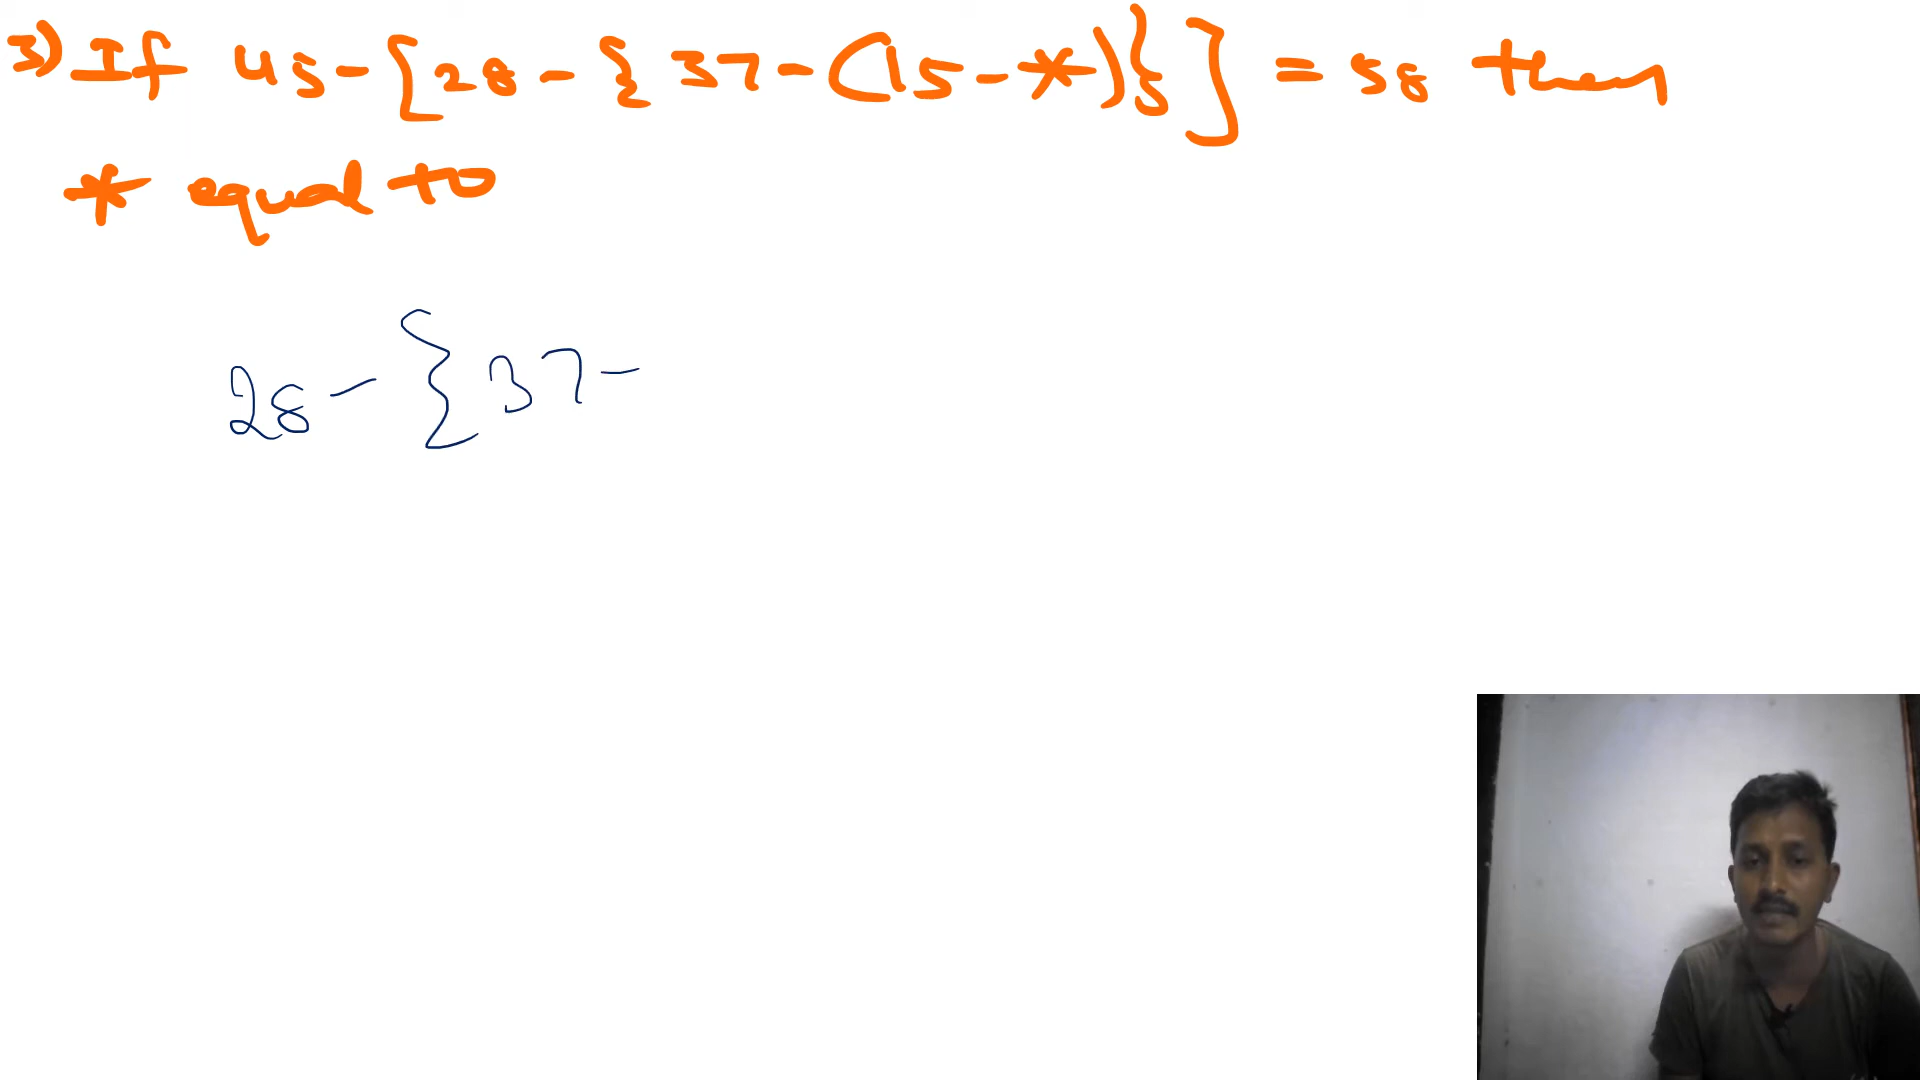 3) If 45-[28-{37-(15-*)}] = 58 then
* equal to
28-{37-